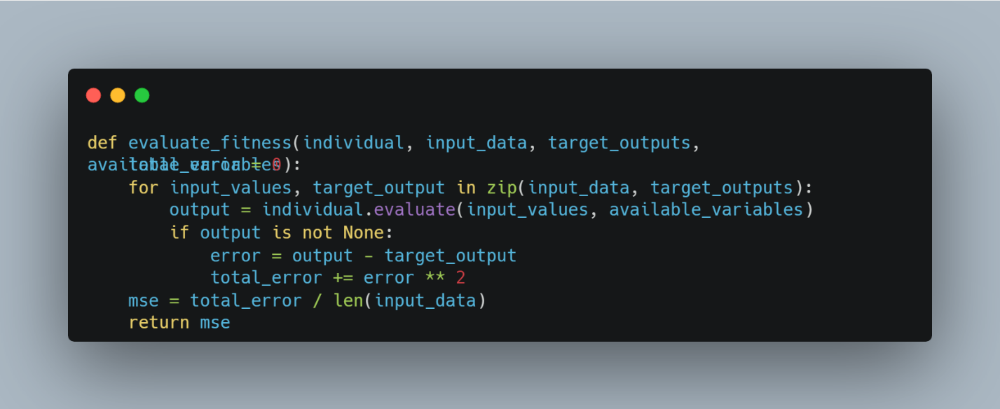 def evaluate_fitness(individual, input_data, target_outputs,
available_variables):
    total_error = 0
    for input_values, target_output in zip(input_data, target_outputs):
        output = individual.evaluate(input_values, available_variables)
        if output is not None:
            error = output - target_output
            total_error += error ** 2
    mse = total_error / len(input_data)
    return mse